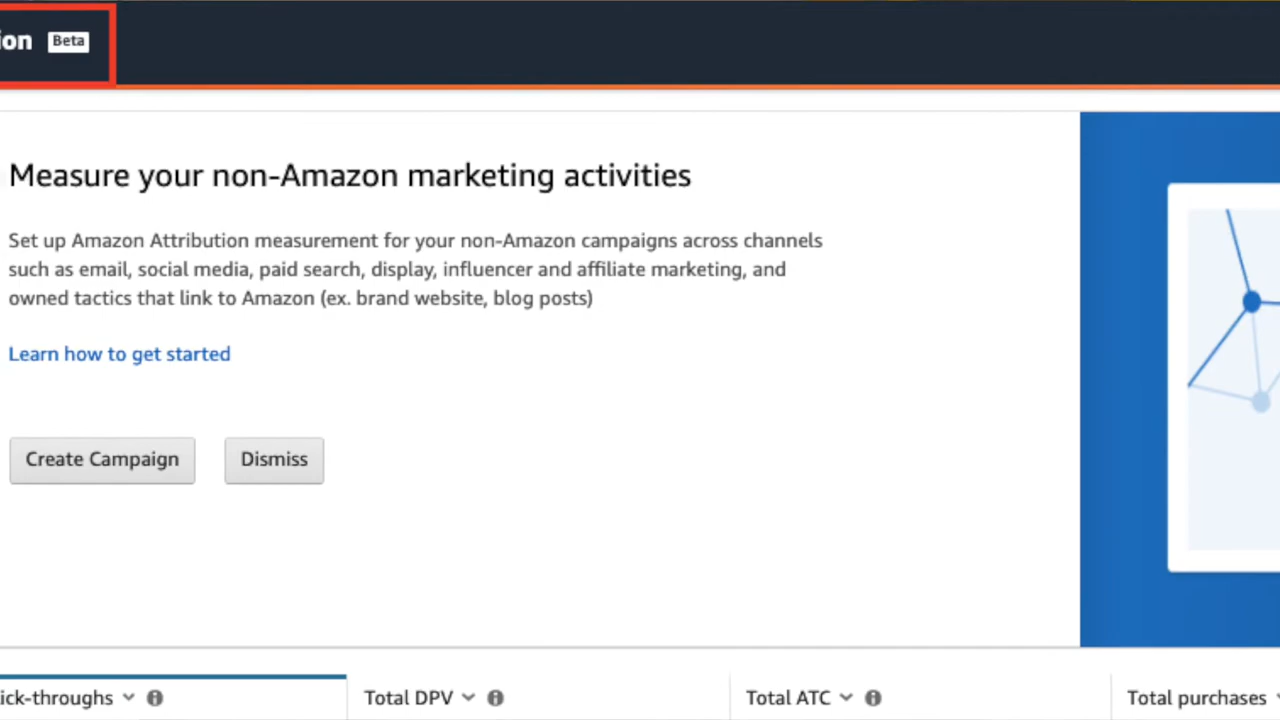 ion Beta
Measure your non-Amazon marketing activities
Set up Amazon Attribution measurement for your non-Amazon campaigns across channels
such as email, social media, paid search, display, influencer and affiliate marketing, and
owned tactics that link to Amazon (ex. brand website, blog posts)
Learn how to get started
Create Campaign Dismiss
ick-throughs Total DPV Total ATC Total purchases